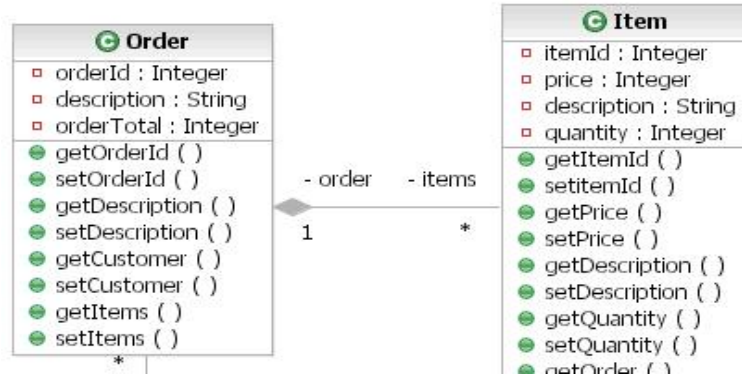 Order
orderId : Integer
description : String
orderTotal : Integer
getOrderId ( )
setOrderId ( )
getDescription ( )
setDescription ( )
getCustomer ( )
setCustomer ( )
getItems ( )
setItems ( )
*
- order - items
1 *
Item
itemId : Integer
price : Integer
description : String
quantity : Integer
getItemId ( )
setitemId ( )
getPrice ( )
setPrice ( )
getDescription ( )
setDescription ( )
getQuantity ( )
setQuantity ( )
getOrder ( )